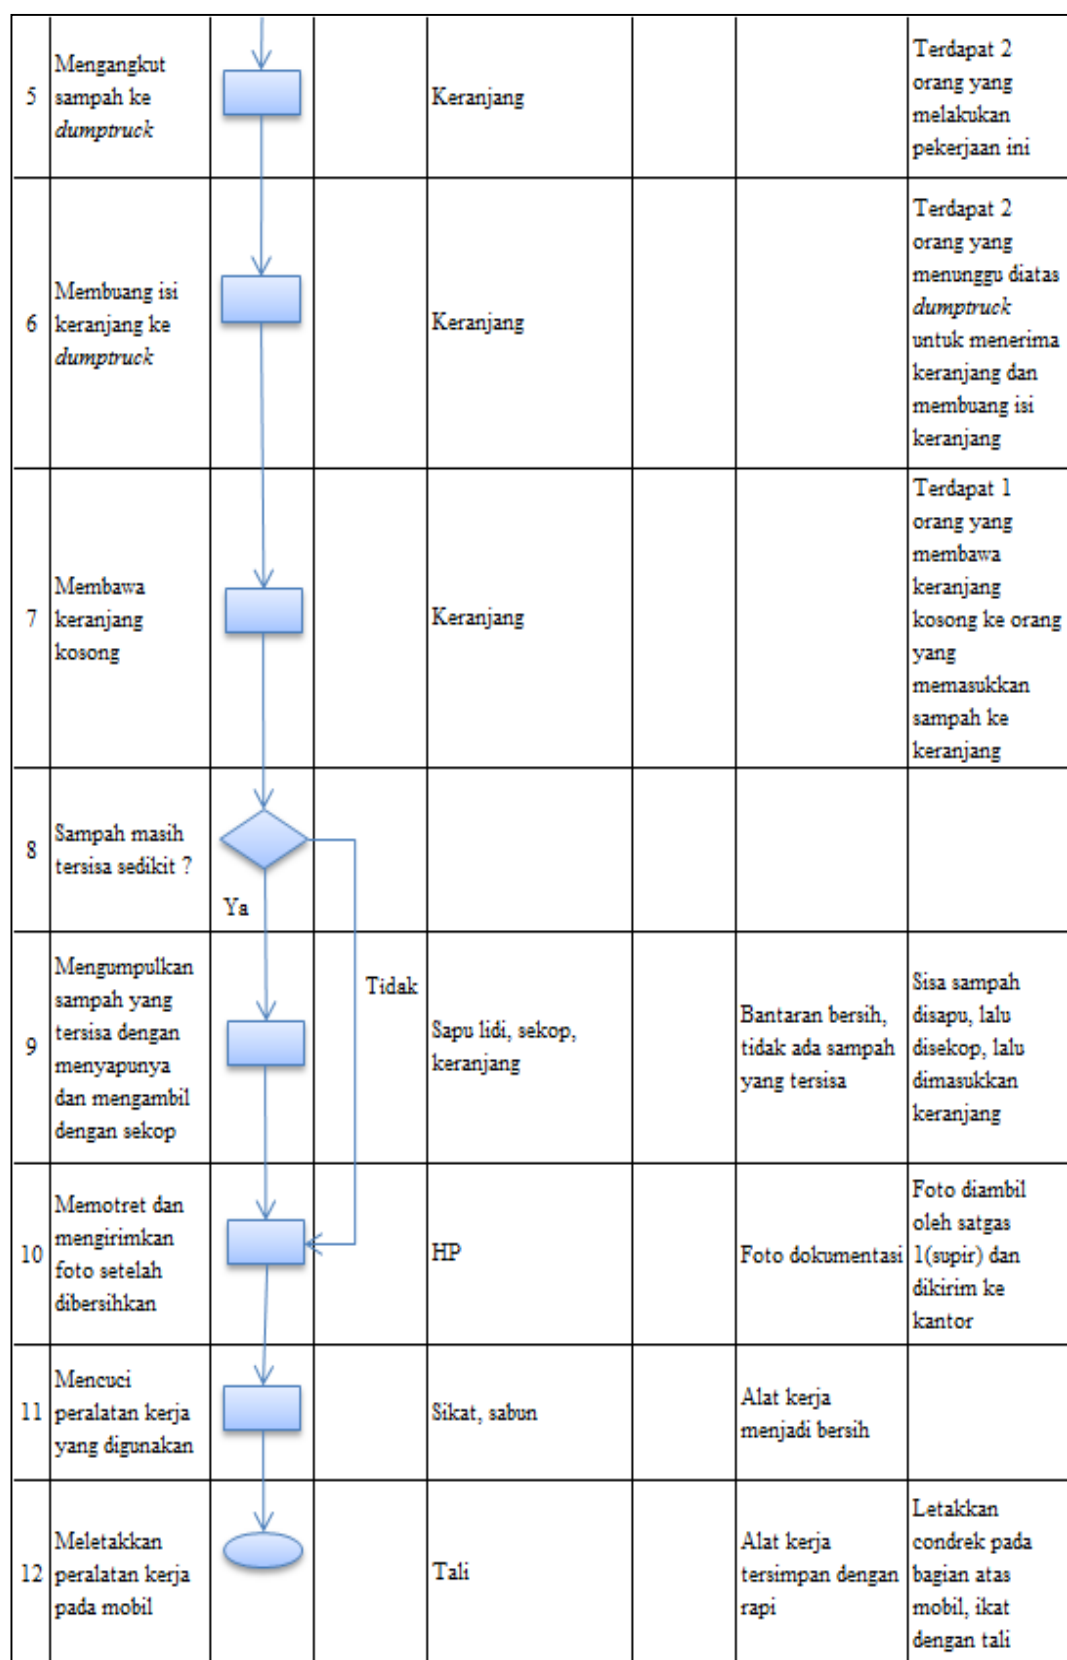 5
Mengangkut
sampah ke
dumptruck
Keranjang
Terdapat 2
orang yang
melakukan
pekerjaan ini
6
Membuang isi
keranjang ke
dumptruck
Keranjang
Terdapat 2
orang yang
menunggu diatas
dumptruck
untuk menerima
keranjang dan
membuang isi
keranjang
7
Membawa
keranjang
kosong
Keranjang
Terdapat 1
orang yang
membawa
keranjang
kosong ke orang
yang
memasukkan
sampah ke
keranjang
8
Sampah masih
tersisa sedikit ?
Ya
Tidak
9
Mengumpulkan
sampah yang
tersisa dengan
menyapunya
dan mengambil
dengan sekop
Sapu lidi, sekop,
keranjang
Bantaran bersih,
tidak ada sampah
yang tersisa
Sisa sampah
disapu, lalu
disekop, lalu
dimasukkan
keranjang
10
Memotret dan
mengirimkan
foto setelah
dibersihkan
HP
Foto dokumentasi
Foto diambil
oleh satgas
1(supir) dan
dikirim ke
kantor
11
Mencuci
peralatan kerja
yang digunakan
Sikat, sabun
Alat kerja
menjadi bersih
12
Meletakkan
peralatan kerja
pada mobil
Tali
Alat kerja
tersimpan dengan
rapi
Letakkan
condrek pada
bagian atas
mobil, ikat
dengan tali